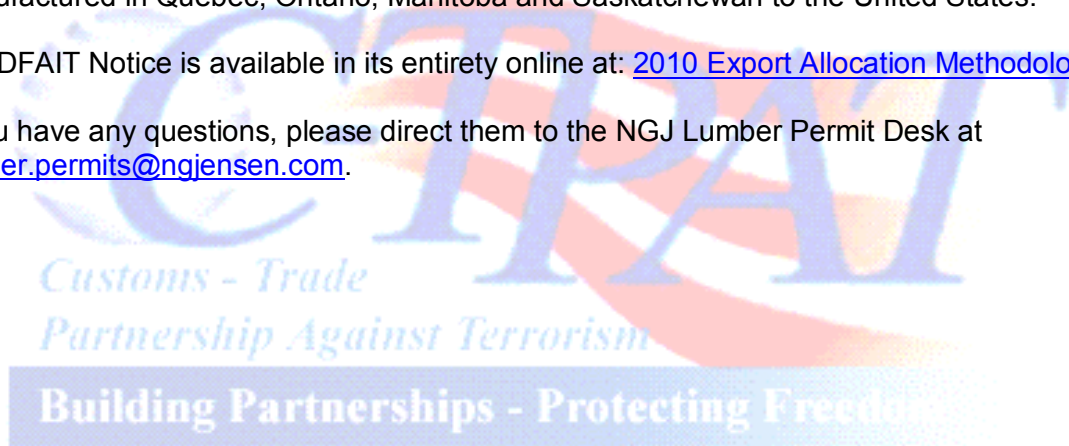 ufactured in Quebec, Ontario, Manitoba and Saskatchewan to the United States.
DFAIT Notice is available in its entirety online at: 2010 Export Allocation Methodolo
u have any questions, please direct them to the NGJ Lumber Permit Desk at
er.permits@ngjensen.com.
CTPAT
Customs - Trade
Partnership Against Terrorism
Building Partnerships - Protecting Freedom